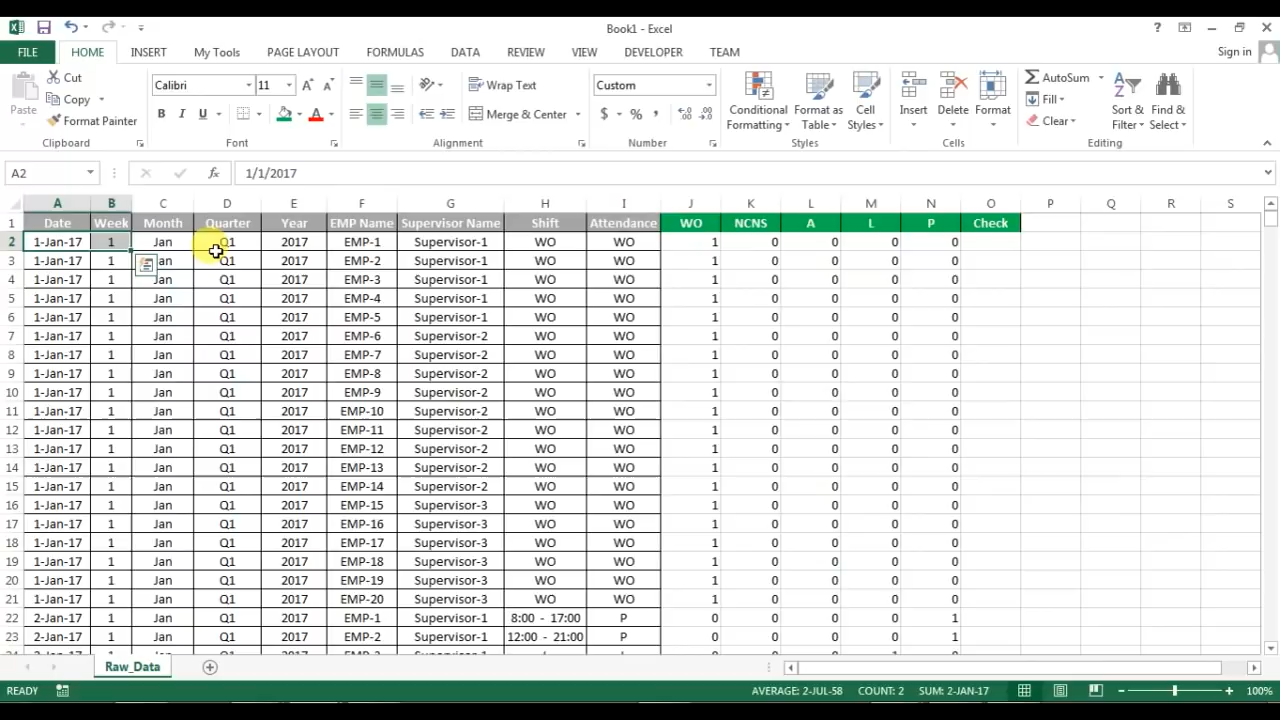 Book1 - Excel
FILE HOME INSERT My Tools PAGE LAYOUT FORMULAS DATA REVIEW VIEW DEVELOPER TEAM Sign in
Paste Cut Copy Format Painter Clipboard
Calibri 11 B I U A Font
Wrap Text Merge & Center Alignment
Custom $ % , Number
Conditional Formatting Format as Table Cell Styles Styles
Insert Delete Format Cells
AutoSum Fill Clear Sort & Filter Find & Select Editing
A2 fx 1/1/2017
A B C D E F G H I J K L M N O P Q R S
1 Date Week Month Quarter Year EMP Name Supervisor Name Shift Attendance WO NCNS A L P Check
2 1-Jan-17 1 Jan Q1 2017 EMP-1 Supervisor-1 WO WO 1 0 0 0 0
3 1-Jan-17 1 an Q1 2017 EMP-2 Supervisor-1 WO WO 1 0 0 0 0
4 1-Jan-17 1 Jan Q1 2017 EMP-3 Supervisor-1 WO WO 1 0 0 0 0
5 1-Jan-17 1 Jan Q1 2017 EMP-4 Supervisor-1 WO WO 1 0 0 0 0
6 1-Jan-17 1 Jan Q1 2017 EMP-5 Supervisor-1 WO WO 1 0 0 0 0
7 1-Jan-17 1 Jan Q1 2017 EMP-6 Supervisor-2 WO WO 1 0 0 0 0
8 1-Jan-17 1 Jan Q1 2017 EMP-7 Supervisor-2 WO WO 1 0 0 0 0
9 1-Jan-17 1 Jan Q1 2017 EMP-8 Supervisor-2 WO WO 1 0 0 0 0
10 1-Jan-17 1 Jan Q1 2017 EMP-9 Supervisor-2 WO WO 1 0 0 0 0
11 1-Jan-17 1 Jan Q1 2017 EMP-10 Supervisor-2 WO WO 1 0 0 0 0
12 1-Jan-17 1 Jan Q1 2017 EMP-11 Supervisor-2 WO WO 1 0 0 0 0
13 1-Jan-17 1 Jan Q1 2017 EMP-12 Supervisor-2 WO WO 1 0 0 0 0
14 1-Jan-17 1 Jan Q1 2017 EMP-13 Supervisor-2 WO WO 1 0 0 0 0
15 1-Jan-17 1 Jan Q1 2017 EMP-14 Supervisor-2 WO WO 1 0 0 0 0
16 1-Jan-17 1 Jan Q1 2017 EMP-15 Supervisor-3 WO WO 1 0 0 0 0
17 1-Jan-17 1 Jan Q1 2017 EMP-16 Supervisor-3 WO WO 1 0 0 0 0
18 1-Jan-17 1 Jan Q1 2017 EMP-17 Supervisor-3 WO WO 1 0 0 0 0
19 1-Jan-17 1 Jan Q1 2017 EMP-18 Supervisor-3 WO WO 1 0 0 0 0
20 1-Jan-17 1 Jan Q1 2017 EMP-19 Supervisor-3 WO WO 1 0 0 0 0
21 1-Jan-17 1 Jan Q1 2017 EMP-20 Supervisor-3 WO WO 1 0 0 0 0
22 2-Jan-17 1 Jan Q1 2017 EMP-1 Supervisor-1 8:00 - 17:00 P 0 0 0 0 1
23 2-Jan-17 1 Jan Q1 2017 EMP-2 Supervisor-1 12:00 - 21:00 P 0 0 0 0 1
Raw_Data
READY AVERAGE: 2-JUL-58 COUNT: 2 SUM: 2-JAN-17 100%